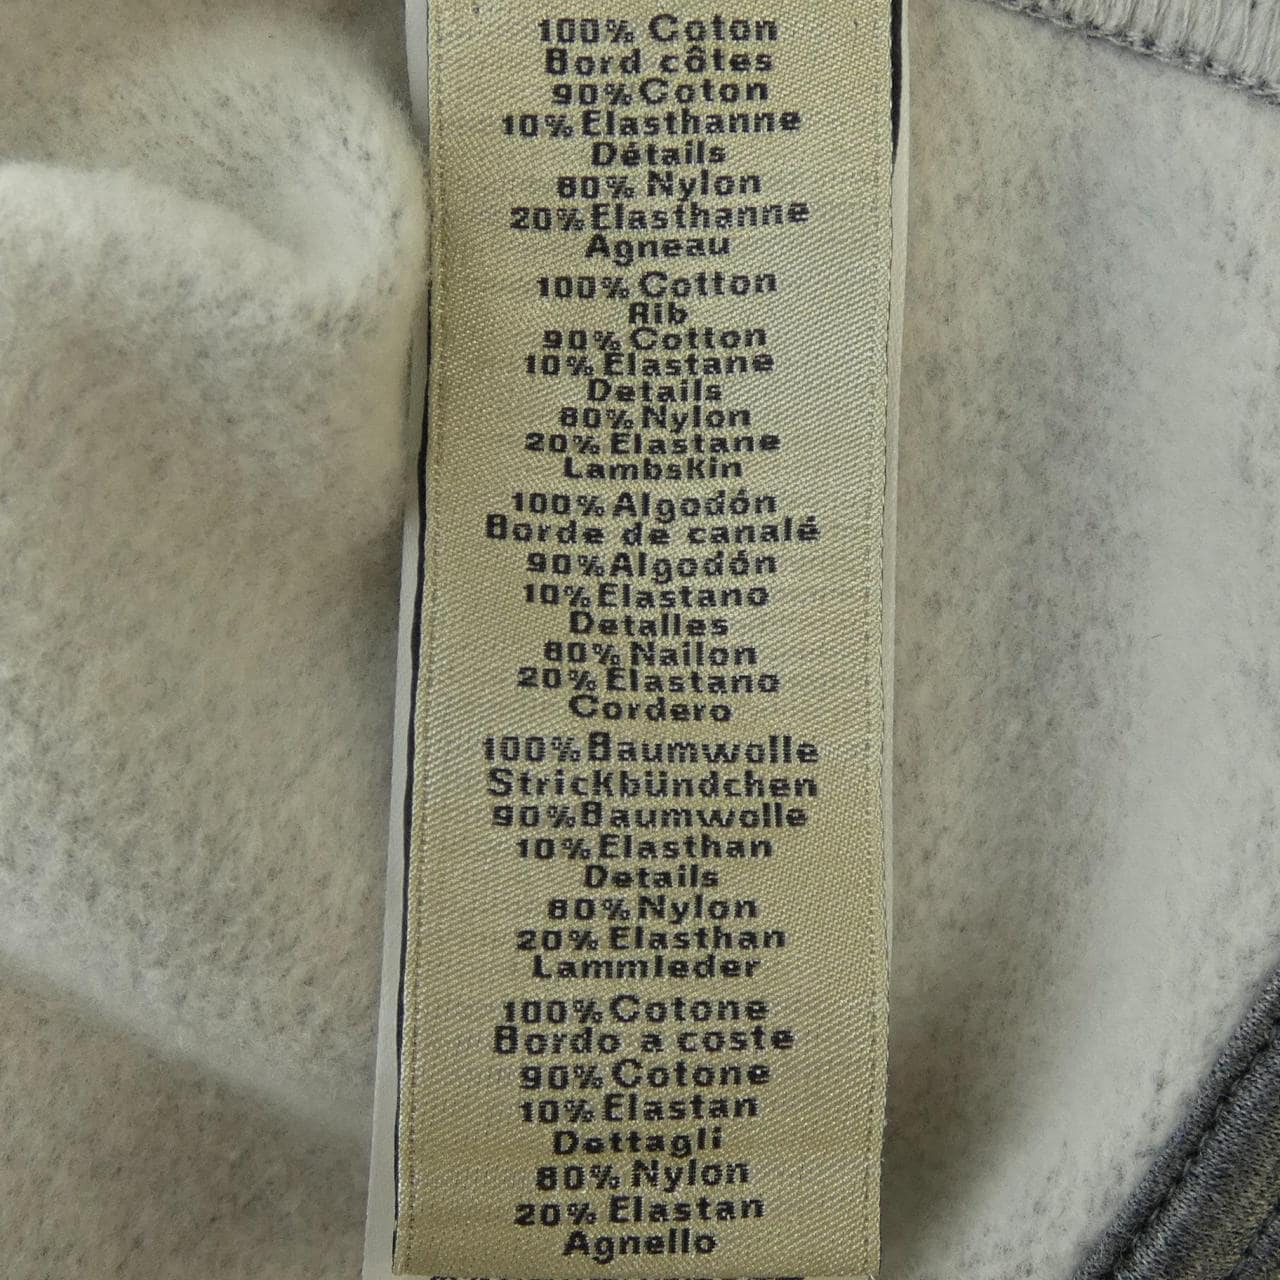 100% Coton
Bord côtes
90% Coton
10% Elasthanne
Détails
80% Nylon
20% Elasthanne
Agneau
100% Cotton
Rib
90% Cotton
10% Elastane
Details
80% Nylon
20% Elastane
Lambskin
100% Algodón
Borde de canalé
90% Algodón
10% Elastano
Detalles
80% Nailon
20% Elastano
Cordero
100% Baumwolle
Strickbündchen
90% Baumwolle
10% Elasthan
Details
80% Nylon
20% Elasthan
Lammleder
100% Cotone
Bordo a coste
90% Cotone
10% Elastan
Dettagli
80% Nylon
20% Elastan
Agnello